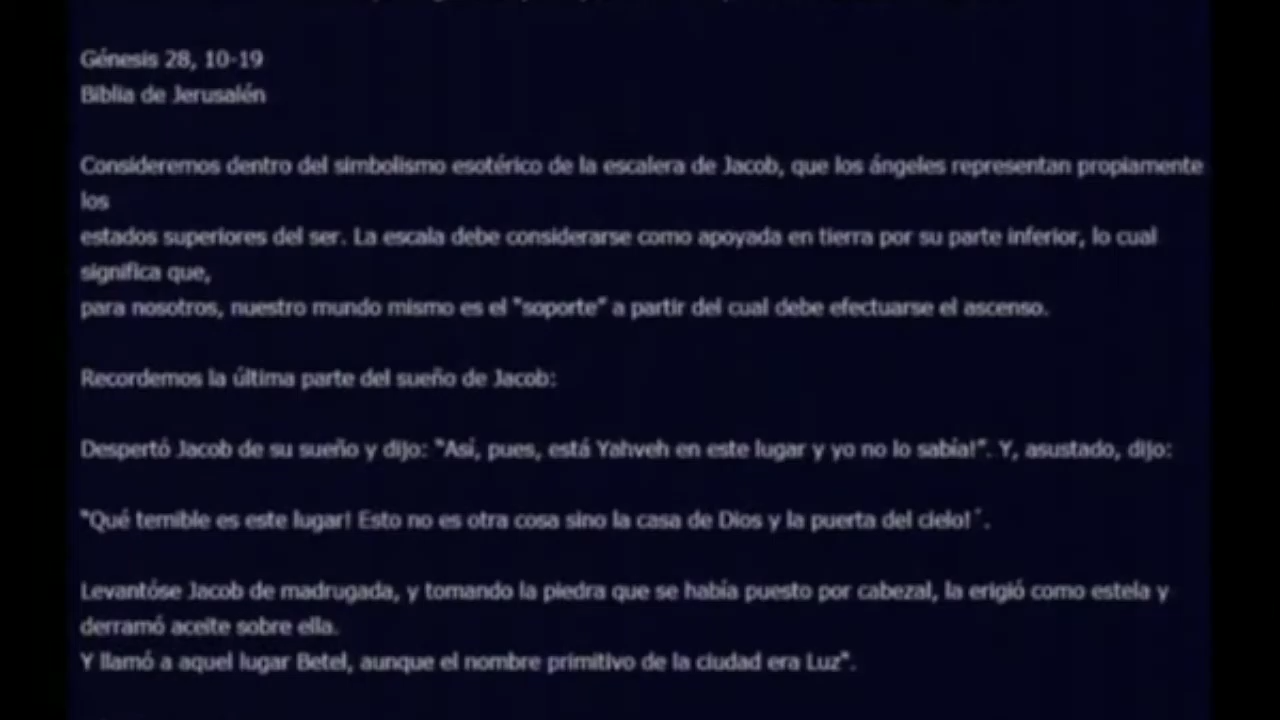 Génesis 28, 10-19
Biblia de Jerusalén
Consideremos dentro del simbolismo esotérico de la escalera de Jacob, que los ángeles representan propiamente
los
estados superiores del ser. La escala debe considerarse como apoyada en tierra por su parte inferior, lo cual
significa que,
para nosotros, nuestro mundo mismo es el "soporte" a partir del cual debe efectuarse el ascenso.
Recordemos la última parte del sueño de Jacob:
Despertó Jacob de su sueño y dijo: "Así, pues, está Yahveh en este lugar y yo no lo sabía!". Y, asustado, dijo:
"Qué temible es este lugar! Esto no es otra cosa sino la casa de Dios y la puerta del cielo!´.
Levantóse Jacob de madrugada, y tomando la piedra que se había puesto por cabezal, la erigió como estela y
derramó aceite sobre ella.
Y llamó a aquel lugar Betel, aunque el nombre primitivo de la ciudad era Luz".